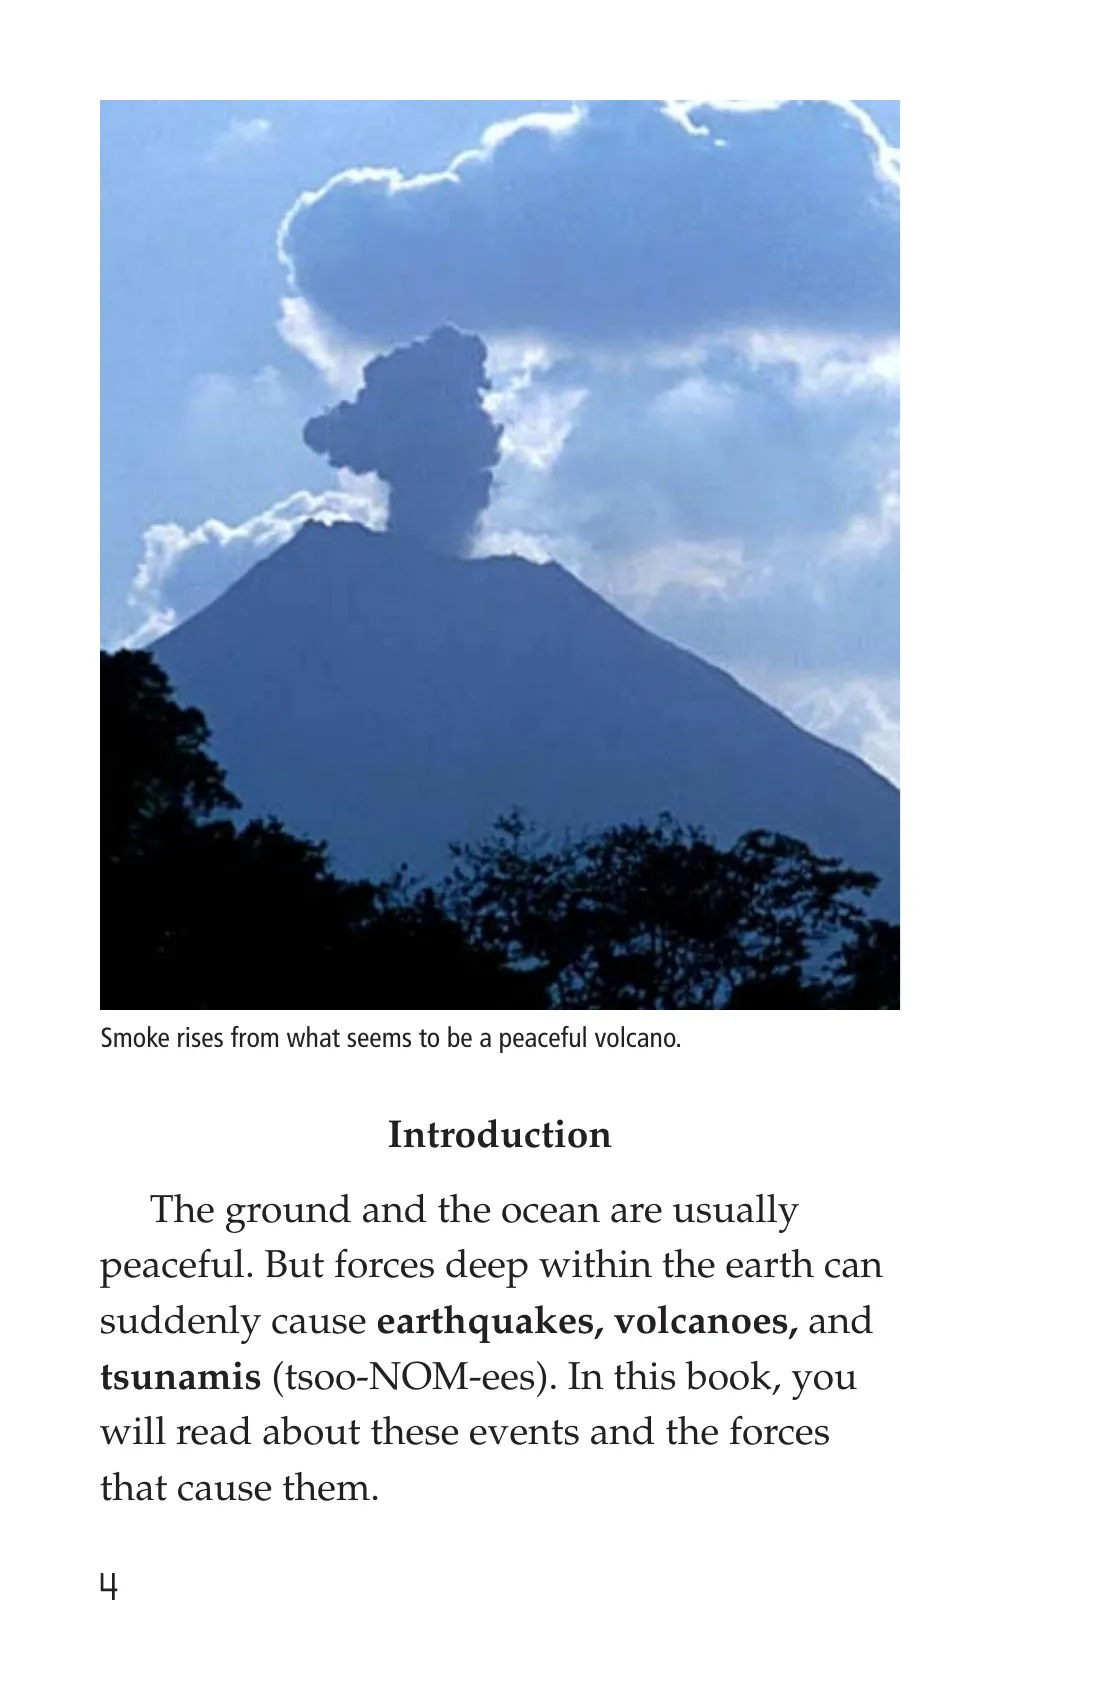 Smoke rises from what seems to be a peaceful volcano.
Introduction
The ground and the ocean are usually
peaceful. But forces deep within the earth can
suddenly cause earthquakes, volcanoes, and
tsunamis (tsoo-NOM-ees). In this book, you
will read about these events and the forces
that cause them.
4